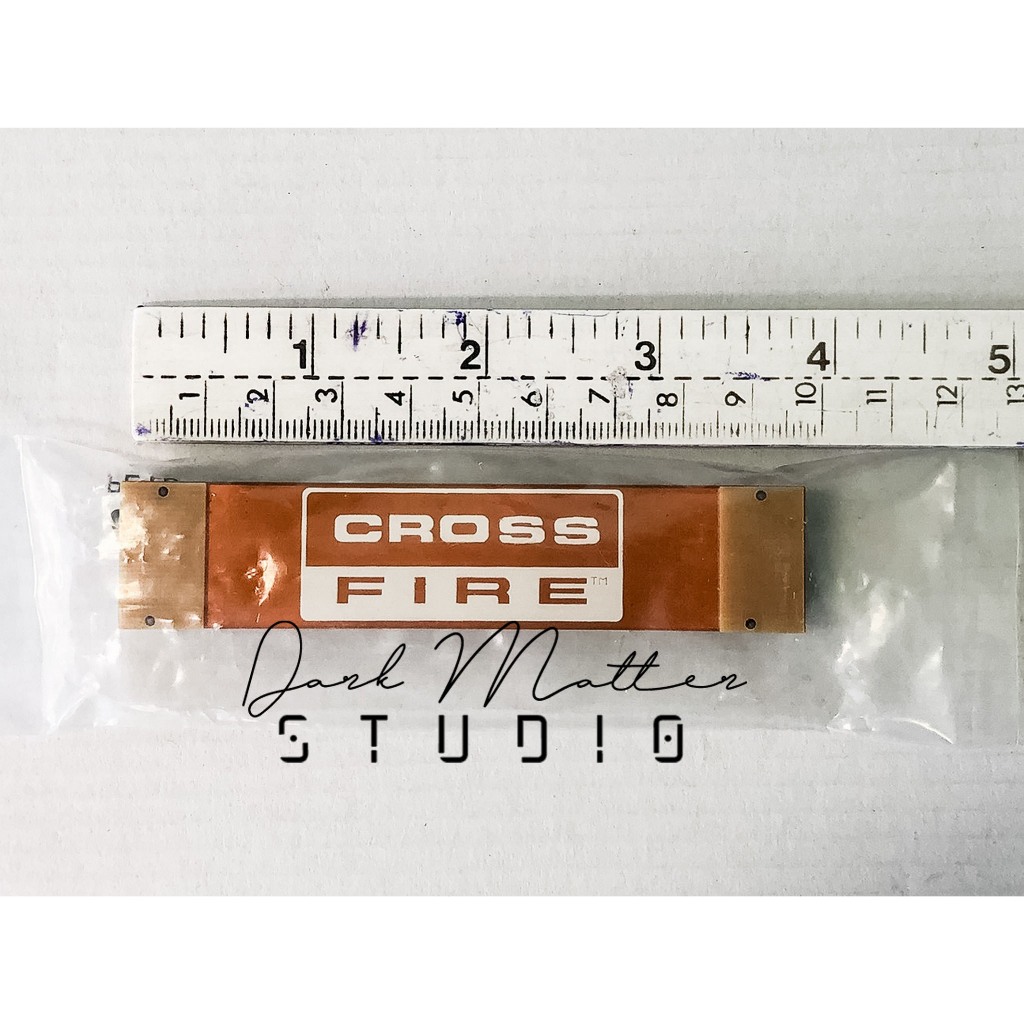 1 2 3 4 5
1 2 3 4 5 6 7 8 9 10 11 12 13
CROSS
FIRE™
Dark Matter
STUDIO